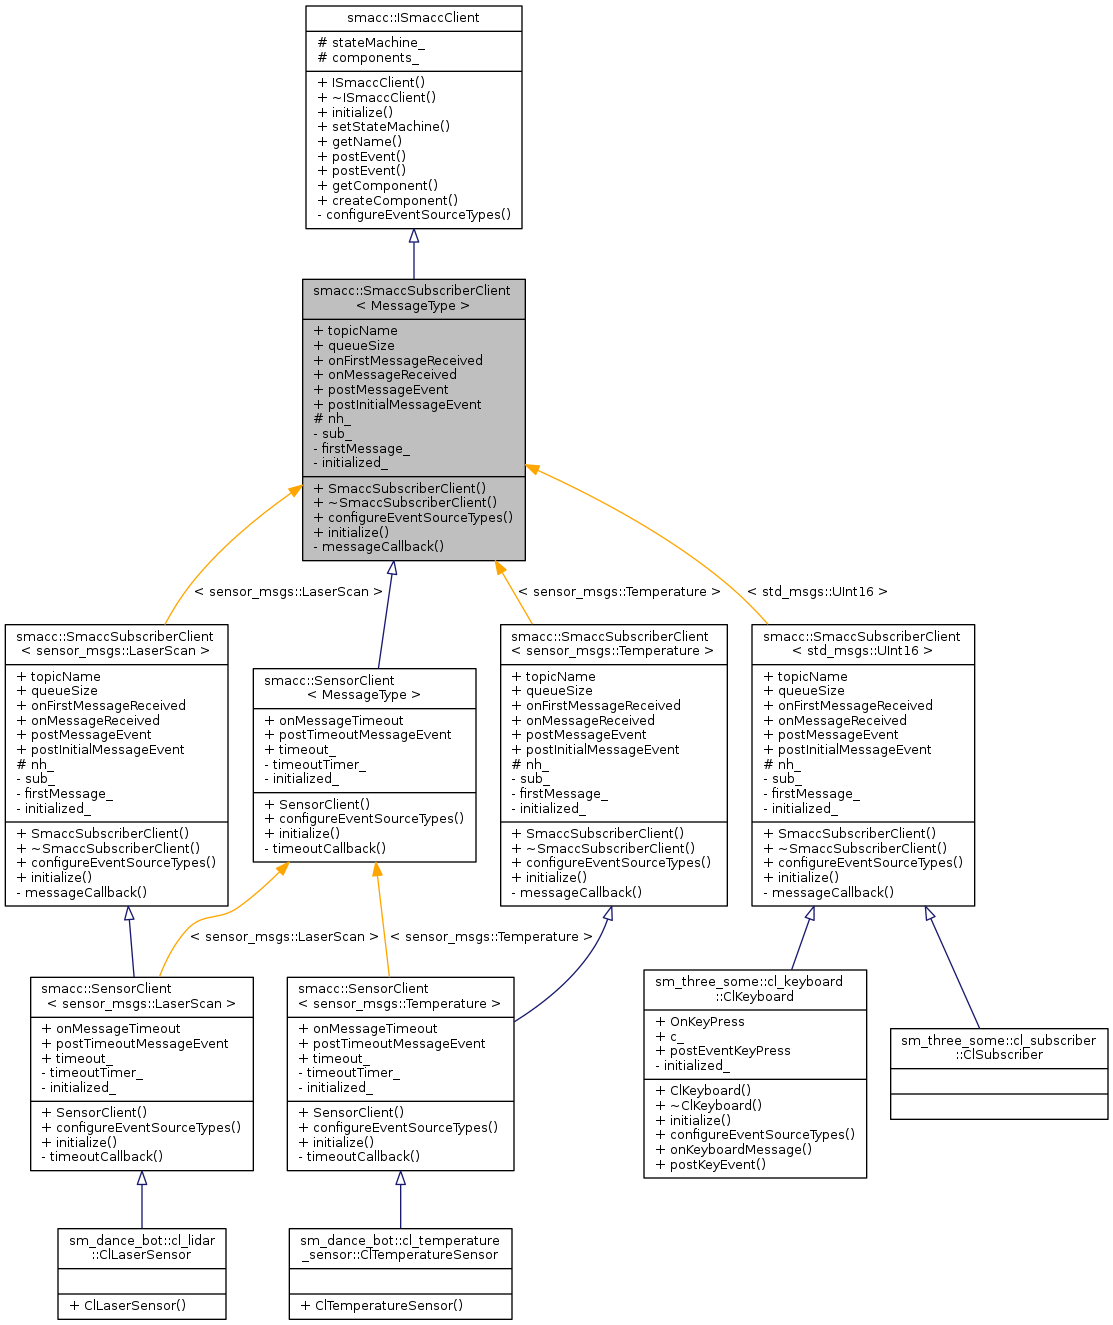 smacc::ISmaccClient
# stateMachine_
# components_
+ ISmaccClient()
+ ~ISmaccClient()
+ initialize()
+ setStateMachine()
+ getName()
+ postEvent()
+ postEvent()
+ getComponent()
+ createComponent()
- configureEventSourceTypes()
smacc::SmaccSubscriberClient
< MessageType >
+ topicName
+ queueSize
+ onFirstMessageReceived
+ onMessageReceived
+ postMessageEvent
+ postInitialMessageEvent
# nh_
- sub_
- firstMessage_
- initialized_
+ SmaccSubscriberClient()
+ ~SmaccSubscriberClient()
+ configureEventSourceTypes()
+ initialize()
- messageCallback()
< sensor_msgs::LaserScan >
< sensor_msgs::Temperature >
< std_msgs::UInt16 >
smacc::SmaccSubscriberClient
< sensor_msgs::LaserScan >
+ topicName
+ queueSize
+ onFirstMessageReceived
+ onMessageReceived
+ postMessageEvent
+ postInitialMessageEvent
# nh_
- sub_
- firstMessage_
- initialized_
+ SmaccSubscriberClient()
+ ~SmaccSubscriberClient()
+ configureEventSourceTypes()
+ initialize()
- messageCallback()
smacc::SensorClient
< MessageType >
+ onMessageTimeout
+ postTimeoutMessageEvent
+ timeout_
- timeoutTimer_
- initialized_
+ SensorClient()
+ configureEventSourceTypes()
+ initialize()
- timeoutCallback()
smacc::SmaccSubscriberClient
< sensor_msgs::Temperature >
+ topicName
+ queueSize
+ onFirstMessageReceived
+ onMessageReceived
+ postMessageEvent
+ postInitialMessageEvent
# nh_
- sub_
- firstMessage_
- initialized_
+ SmaccSubscriberClient()
+ ~SmaccSubscriberClient()
+ configureEventSourceTypes()
+ initialize()
- messageCallback()
smacc::SmaccSubscriberClient
< std_msgs::UInt16 >
+ topicName
+ queueSize
+ onFirstMessageReceived
+ onMessageReceived
+ postMessageEvent
+ postInitialMessageEvent
# nh_
- sub_
- firstMessage_
- initialized_
+ SmaccSubscriberClient()
+ ~SmaccSubscriberClient()
+ configureEventSourceTypes()
+ initialize()
- messageCallback()
< sensor_msgs::LaserScan >
< sensor_msgs::Temperature >
smacc::SensorClient
< sensor_msgs::LaserScan >
+ onMessageTimeout
+ postTimeoutMessageEvent
+ timeout_
- timeoutTimer_
- initialized_
+ SensorClient()
+ configureEventSourceTypes()
+ initialize()
- timeoutCallback()
smacc::SensorClient
< sensor_msgs::Temperature >
+ onMessageTimeout
+ postTimeoutMessageEvent
+ timeout_
- timeoutTimer_
- initialized_
+ SensorClient()
+ configureEventSourceTypes()
+ initialize()
- timeoutCallback()
sm_three_some::cl_keyboard
::ClKeyboard
+ OnKeyPress
+ c_
+ postEventKeyPress
- initialized_
+ ClKeyboard()
+ ~ClKeyboard()
+ initialize()
+ configureEventSourceTypes()
+ onKeyboardMessage()
+ postKeyEvent()
sm_three_some::cl_subscriber
::ClSubscriber
sm_dance_bot::cl_lidar
::ClLaserSensor
+ ClLaserSensor()
sm_dance_bot::cl_temperature
_sensor::ClTemperatureSensor
+ ClTemperatureSensor()